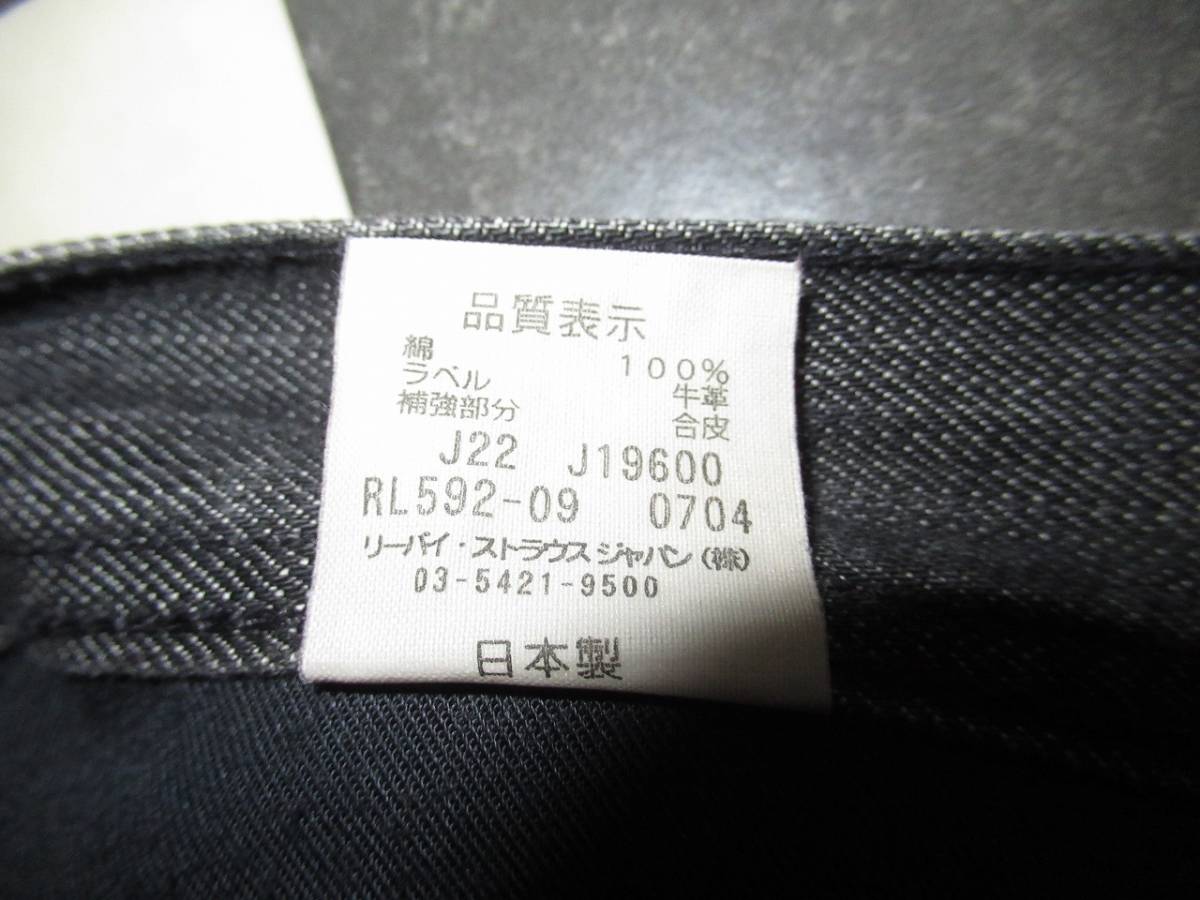 品質表示
綿 100%
ラベル 牛革
補強部分 合皮
J22 J19600
RL592-09 0704
リーバイ・ストラウスジャパン(株)
03-5421-9500
日本製